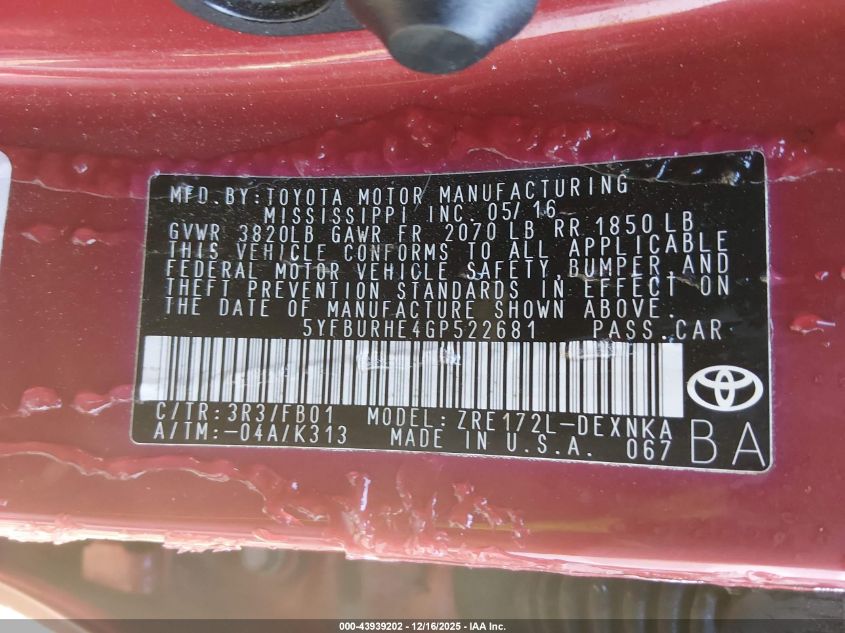 MFD.BY:TOYOTA MOTOR MANUFACTURING
MISSISSIPPI INC. 05/16
GVWR 3820LB GAWR FR 2070 LB RR 1850 LB
THIS VEHICLE CONFORMS TO ALL APPLICABLE
FEDERAL MOTOR VEHICLE SAFETY,BUMPER,AND
THEFT PREVENTION STANDARDS IN EFFECT ON
THE DATE OF MANUFACTURE SHOWN ABOVE.
5YFBURHE4GP522681 PASS.CAR
C/TR:3R3/FB01 MODEL:ZRE172L-DEXNKA
A/TM:-04A/K313 MADE IN U.S.A. 067 BA
000-43939202 - 12/16/2025 - IAA Inc.